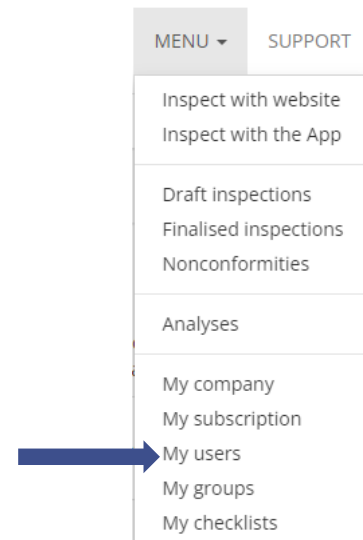 MENU SUPPORT
Inspect with website
Inspect with the App
Draft inspections
Finalised inspections
Nonconformities
Analyses
My company
My subscription
My users
My groups
My checklists